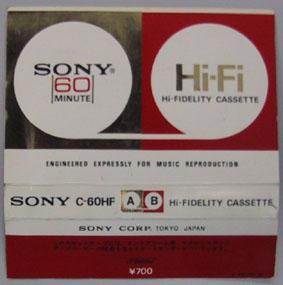 SONY®
60
MINUTE
Hi-Fi
Hi-FIDELITY CASSETTE
ENGINEERED EXPRESSLY FOR MUSIC REPRODUCTION
SONY C-60HF A B Hi-FIDELITY CASSETTE
SONY CORP. TOKYO JAPAN
¥700